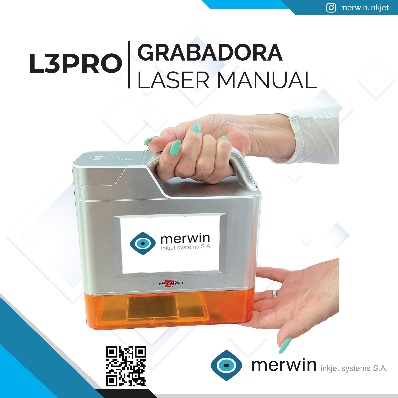 merwin.inkjet
L3PRO
GRABADORA
LASER MANUAL
merwin
inkjet systems S.A.
merwin inkjet systems S.A.